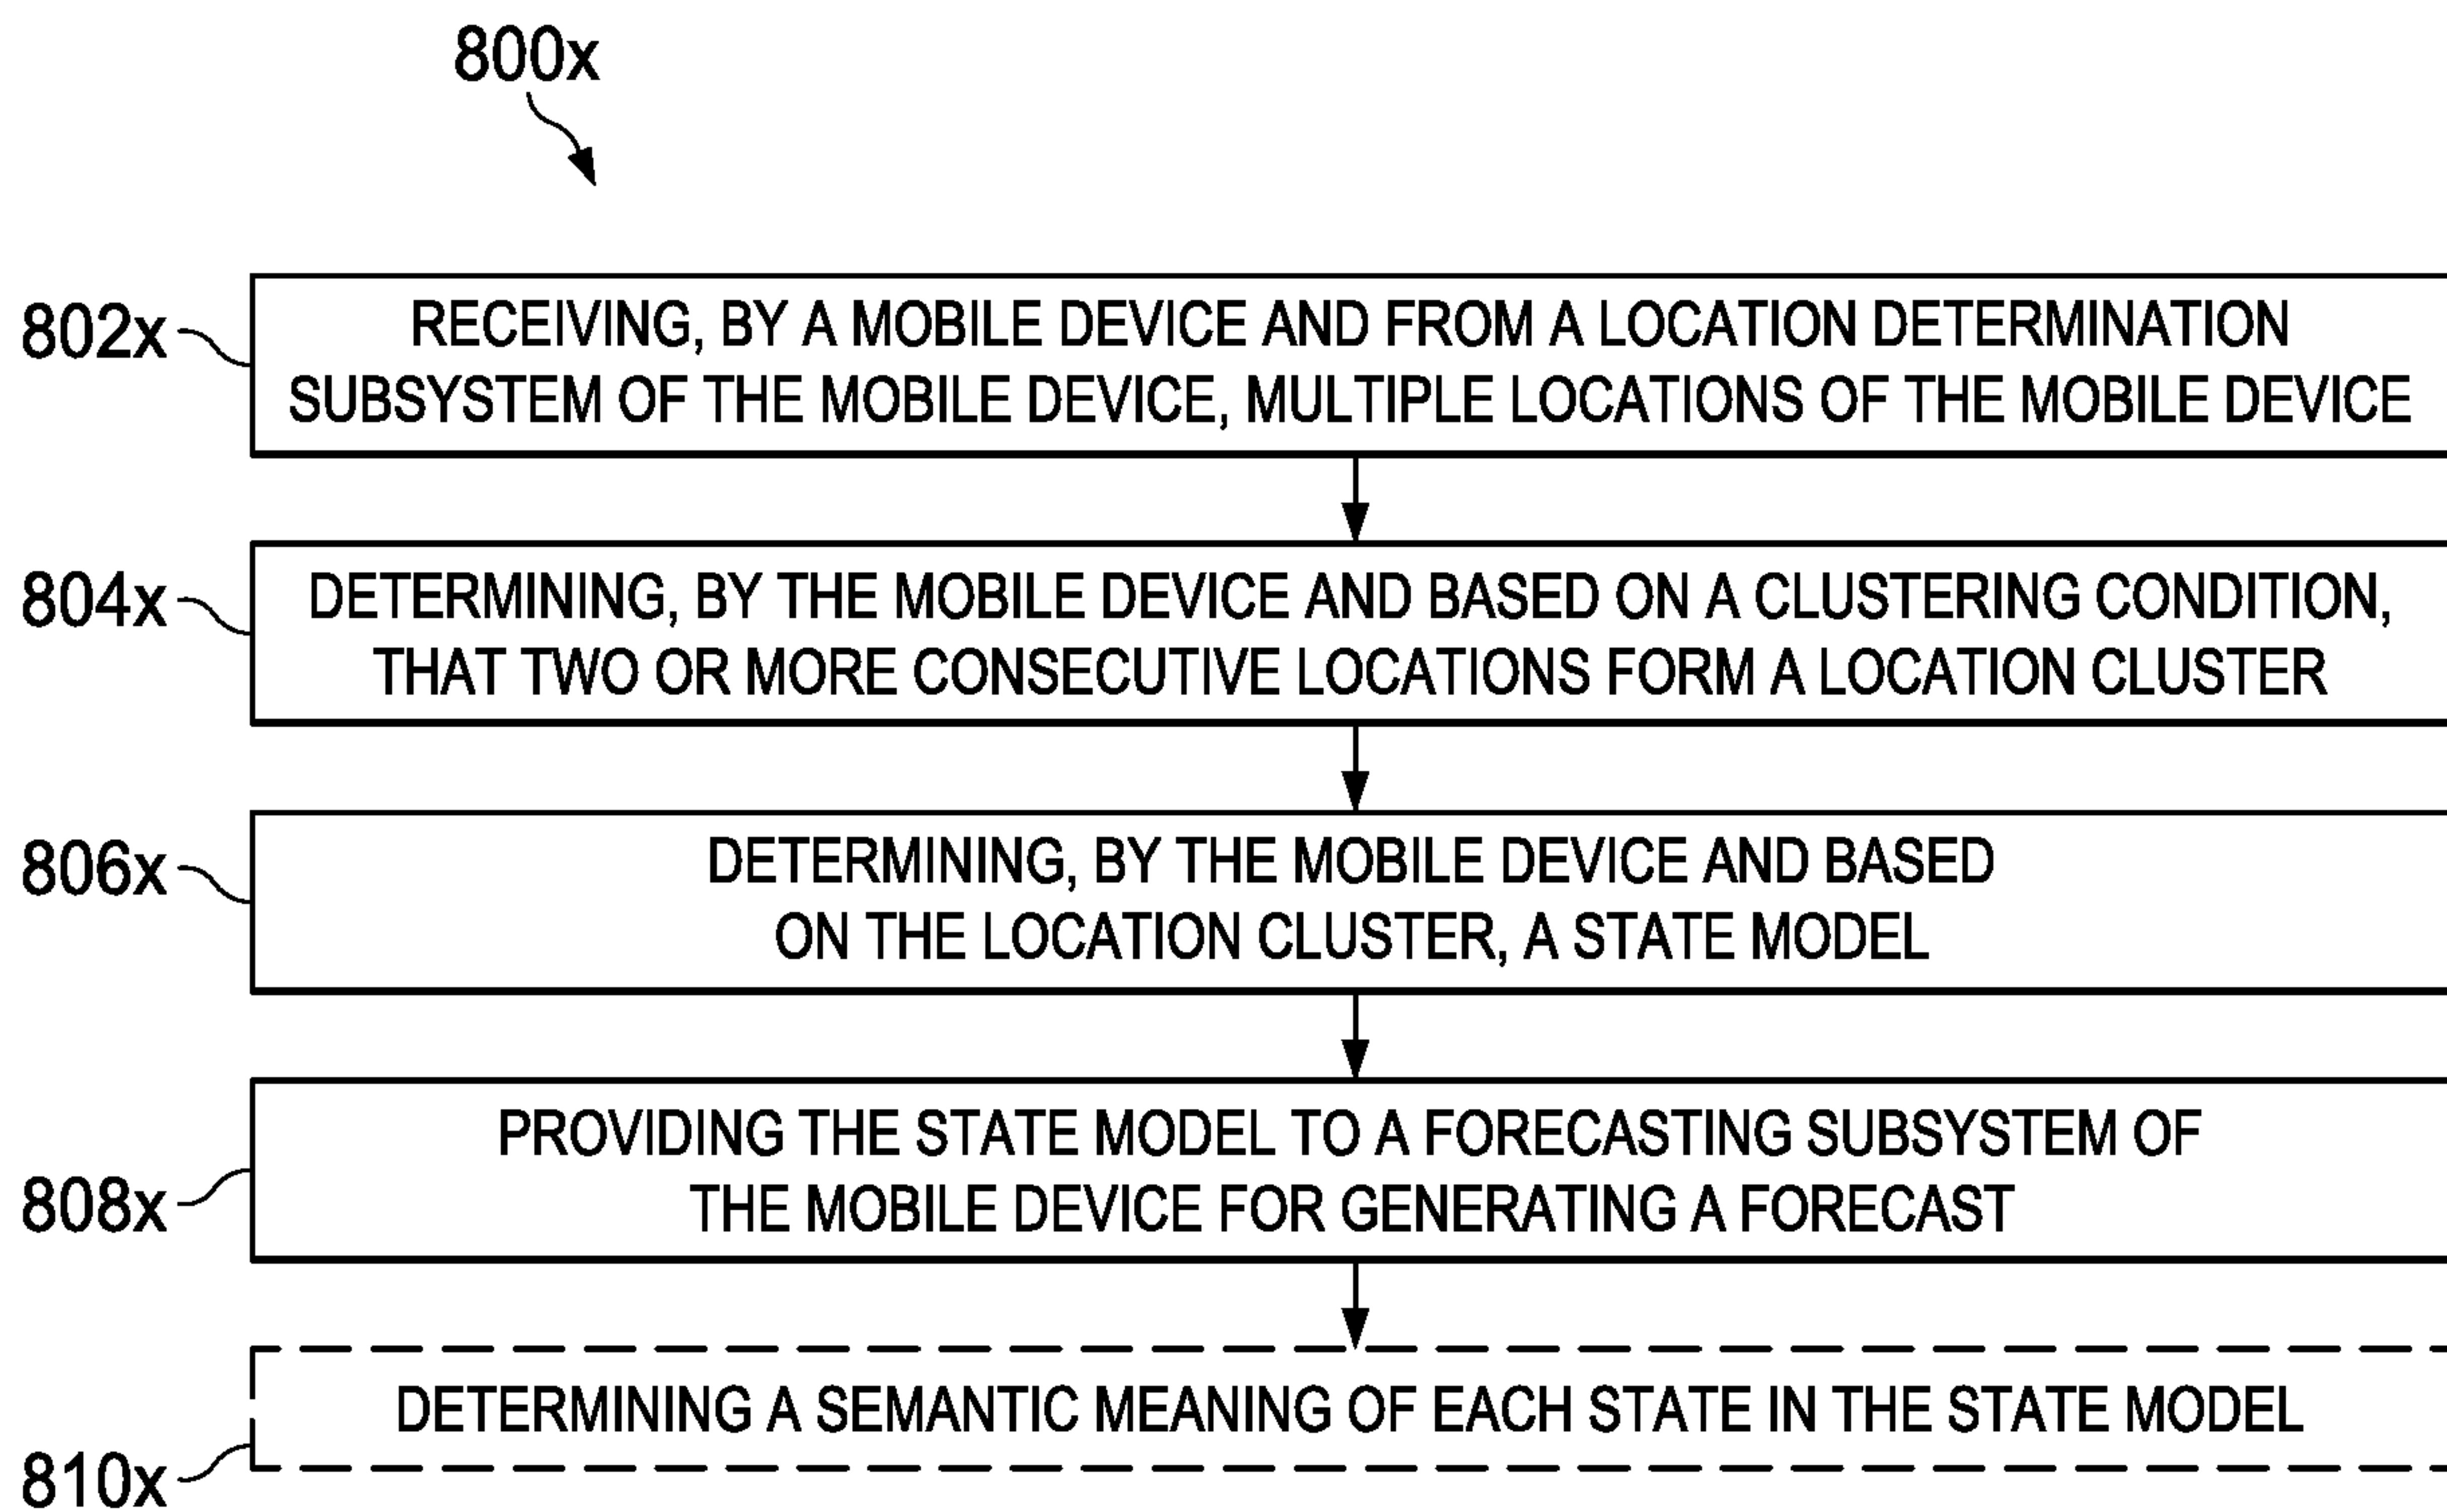 800x
802x
RECEIVING, BY A MOBILE DEVICE AND FROM A LOCATION DETERMINATION
SUBSYSTEM OF THE MOBILE DEVICE, MULTIPLE LOCATIONS OF THE MOBILE DEVICE
804x
DETERMINING, BY THE MOBILE DEVICE AND BASED ON A CLUSTERING CONDITION,
THAT TWO OR MORE CONSECUTIVE LOCATIONS FORM A LOCATION CLUSTER
806x
DETERMINING, BY THE MOBILE DEVICE AND BASED
ON THE LOCATION CLUSTER, A STATE MODEL
808x
PROVIDING THE STATE MODEL TO A FORECASTING SUBSYSTEM OF
THE MOBILE DEVICE FOR GENERATING A FORECAST
810x
DETERMINING A SEMANTIC MEANING OF EACH STATE IN THE STATE MODEL